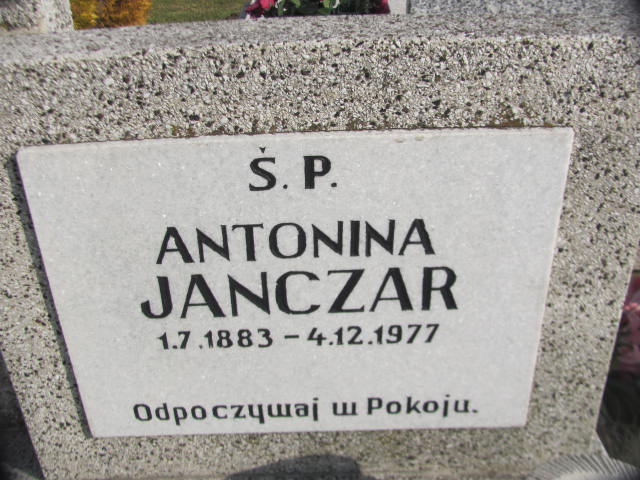 Š. P.
ANTONINA
JANCZAR
1.7.1883 - 4.12.1977
Odpoczywaj w Pokoju.